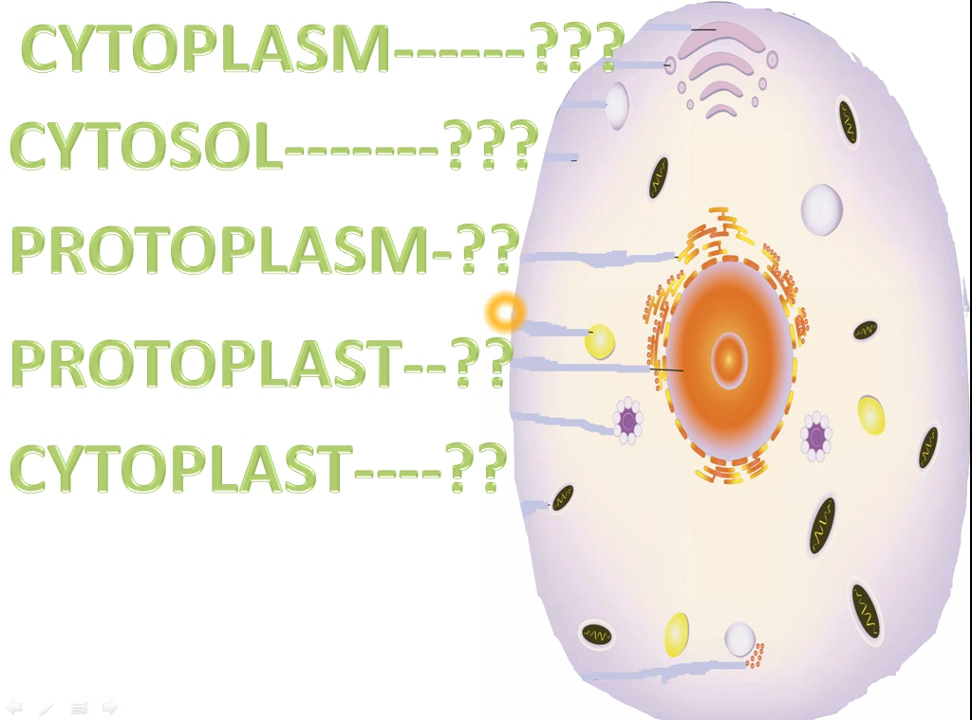 CYTOPLASM------???
CYTOSOL-------???
PROTOPLASM-??
PROTOPLAST--??
CYTOPLAST----??